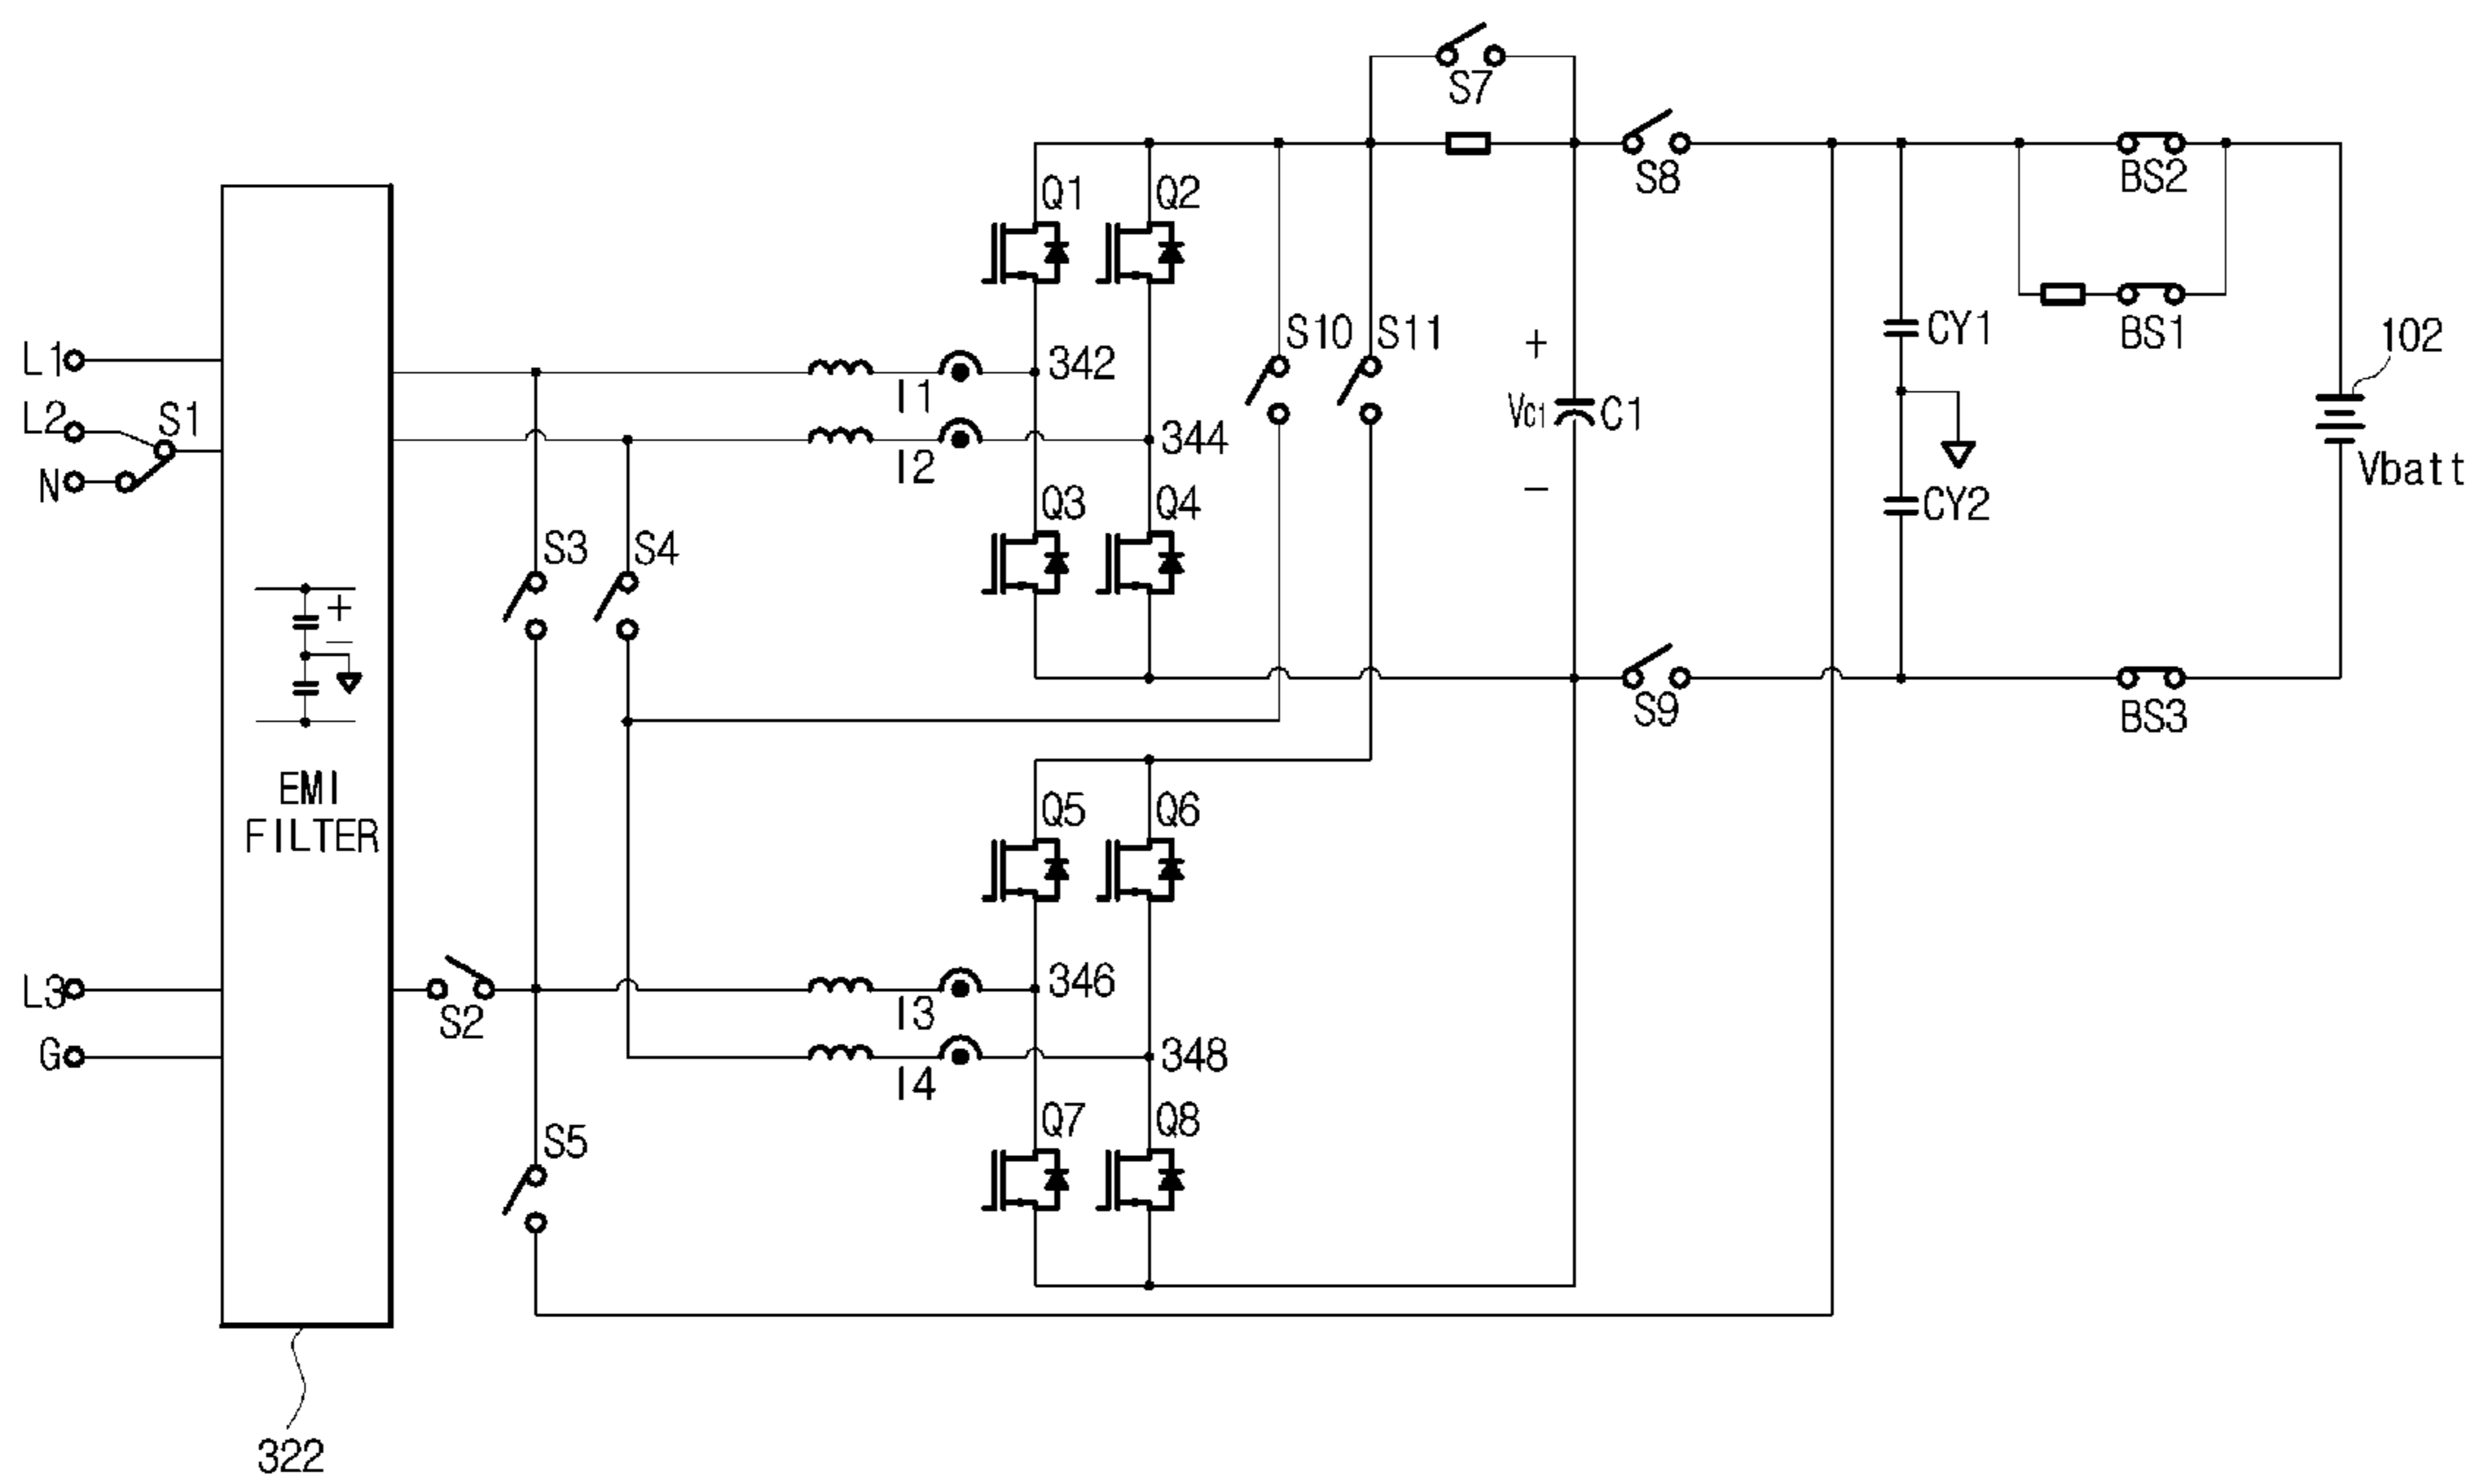 S7
Q1
Q2
S8
BS2
L1
342
S10
S11
+
CY1
BS1
102
L2
S1
I1
VC1
C1
344
N
I2
Vbatt
Q3
Q4
−
CY2
S3
S4
+
−
S9
BS3
EMI
FILTER
Q5
Q6
L3
346
S2
I3
G
348
I4
Q7
Q8
S5
322